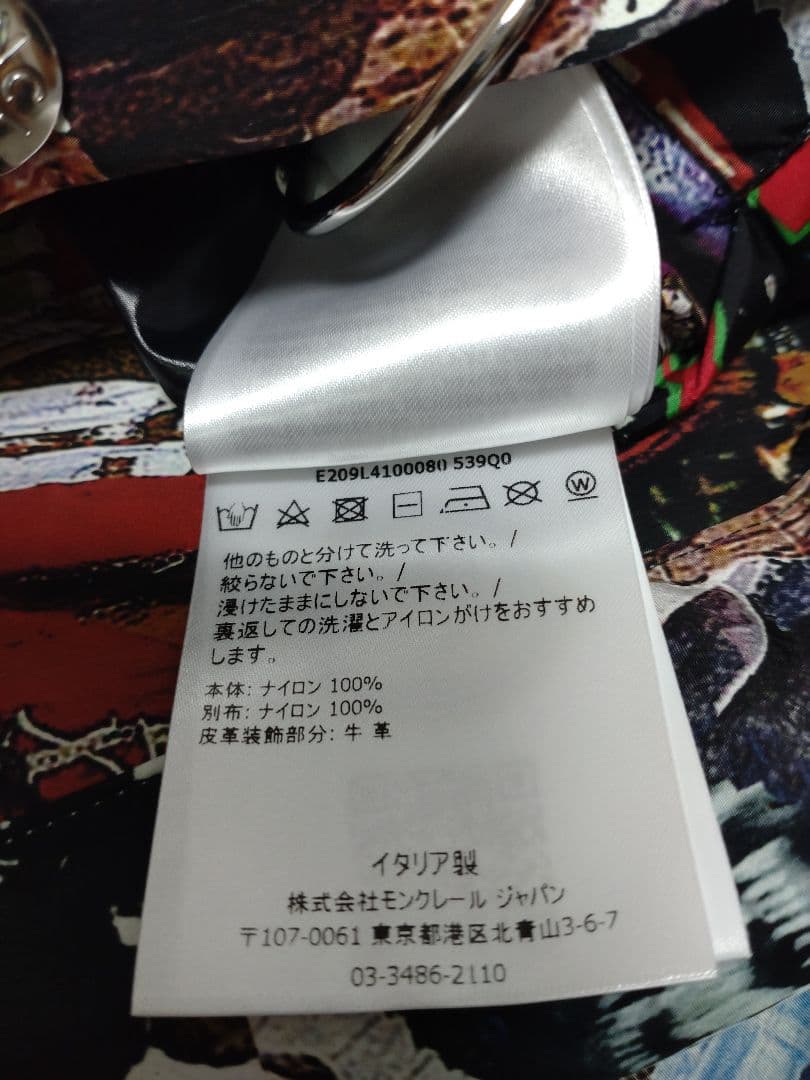 E209L4100080 539Q0
W
他のものと分けて洗って下さい。/
絞らないで下さい。/
浸けたままにしないで下さい。/
裏返しての洗濯とアイロンがけをおすすめ
します。
本体: ナイロン 100%
別布: ナイロン 100%
皮革装飾部分: 牛 革
イタリア製
株式会社モンクレール ジャパン
〒107-0061 東京都港区北青山3-6-7
03-3486-2110